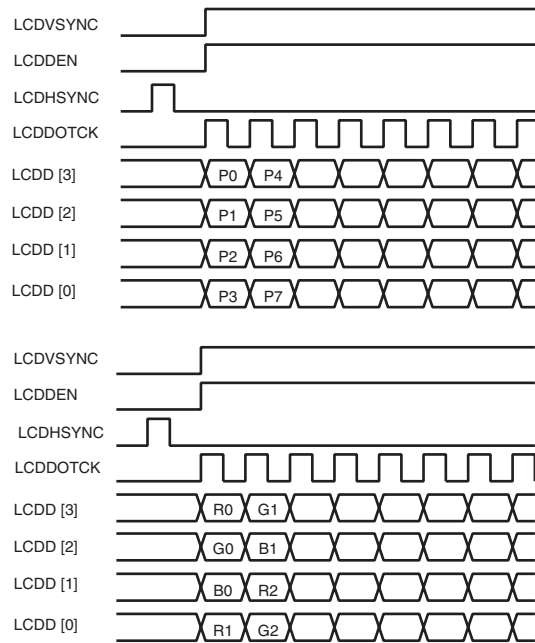 LCDVSYNC
LCDDEN
LCDHSYNC
LCDDOTCK
LCDD [3] P0 P4
LCDD [2] P1 P5
LCDD [1] P2 P6
LCDD [0] P3 P7
LCDVSYNC
LCDDEN
LCDHSYNC
LCDDOTCK
LCDD [3] R0 G1
LCDD [2] G0 B1
LCDD [1] B0 R2
LCDD [0] R1 G2